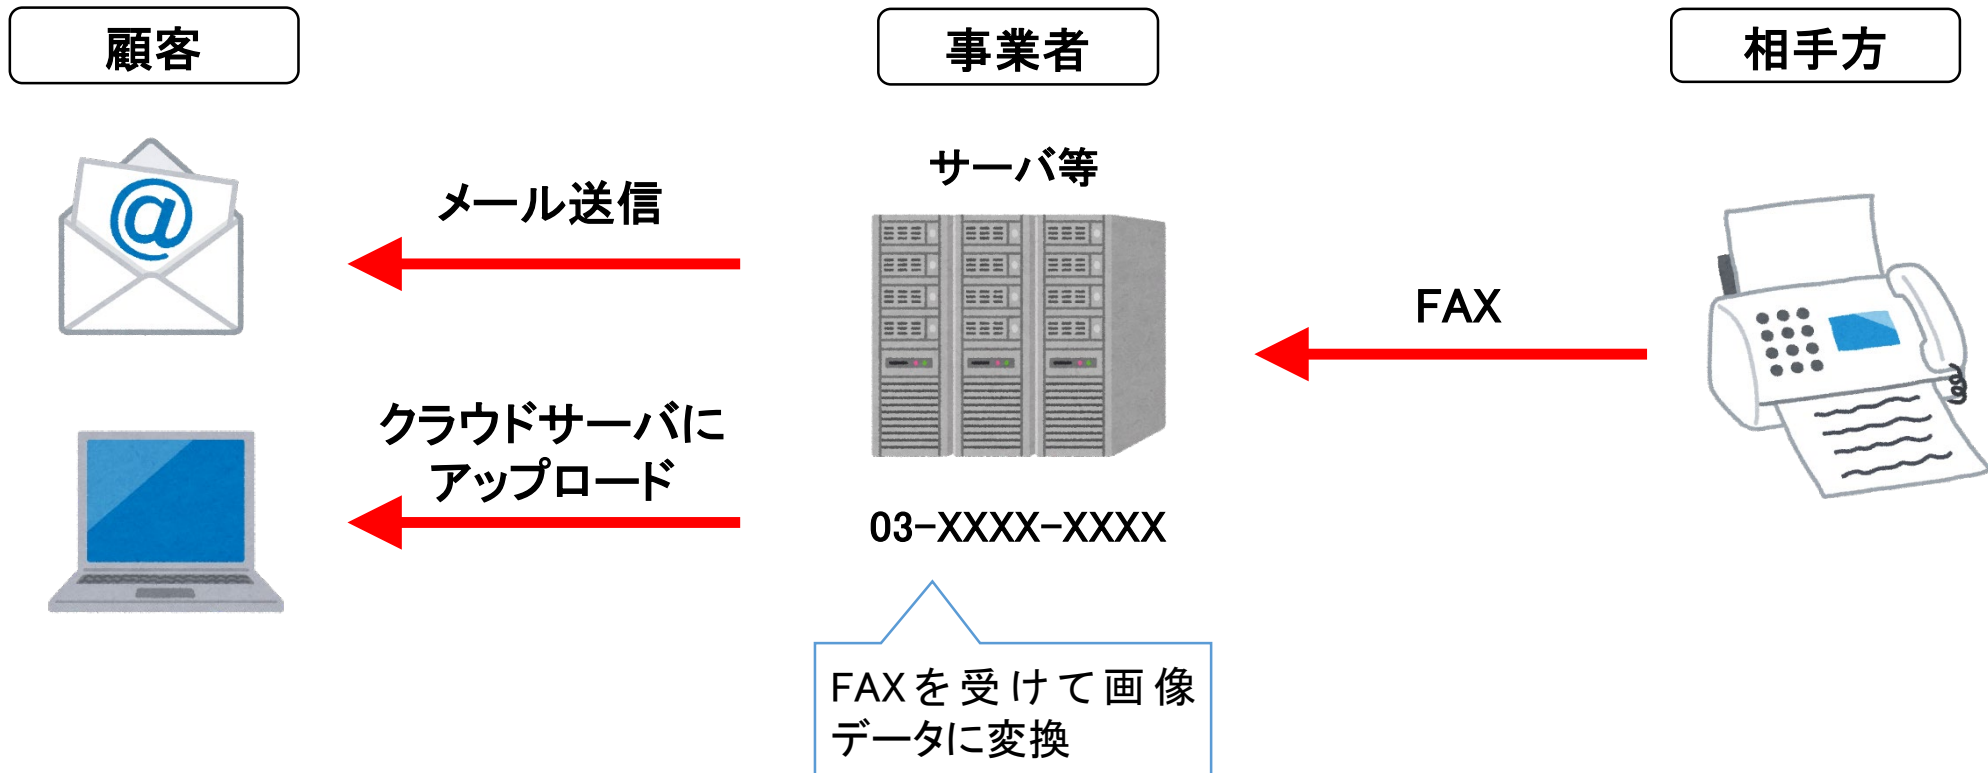 顧客
事業者
相手方
サーバ等
メール送信
@
FAX
クラウドサーバに
アップロード
03-XXXX-XXXX
FAXを受けて画像
データに変換